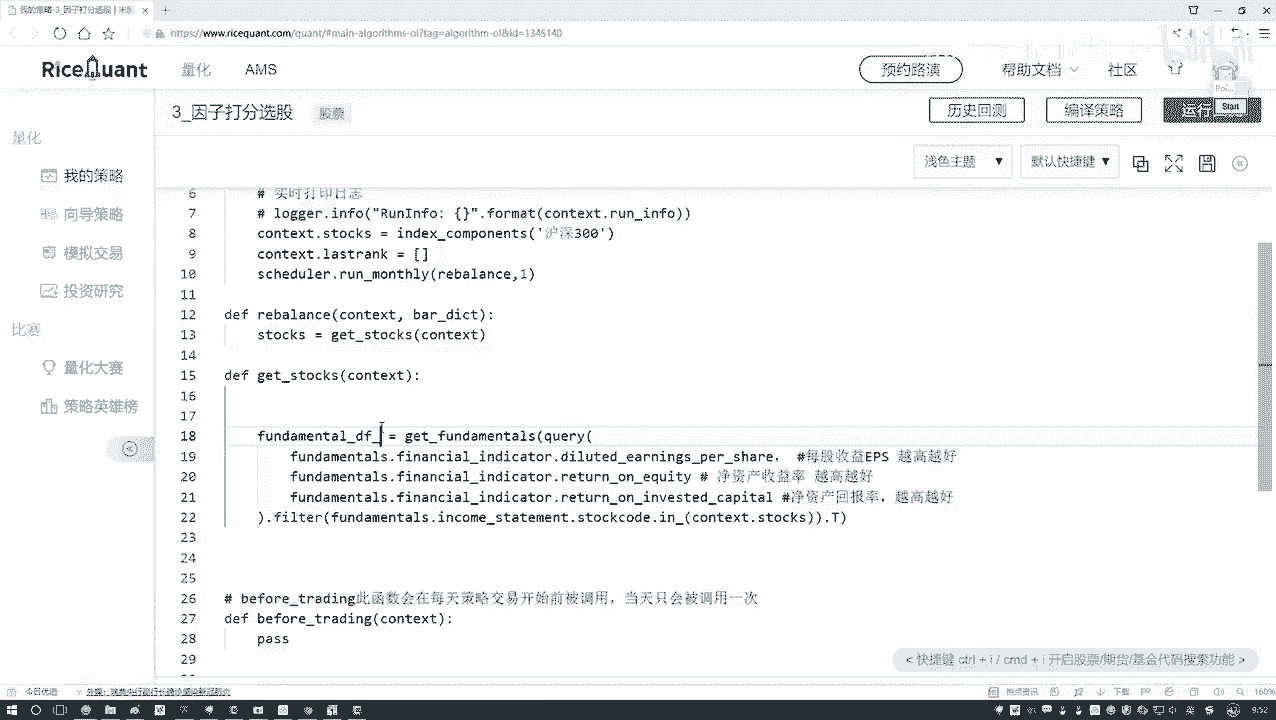 我的策略-3_因子打分选股 | 米
https://www.ricequant.com/quant/#main-algorithms-ol?tag=algorithm-ol&id=1345140
bilibili
RiceQuant 量化 AMS 预约路演 帮助文档 社区
Poi...
Start
3_因子打分选股 股票 历史回测 编译策略 运行
量化
我的策略
向导策略
模拟交易
投资研究
比赛
量化大赛
策略英雄榜
浅色主题 ▼ 默认快捷键 ▼
6 # 实时打印日志
7 # logger.info("RunInfo: {}".format(context.run_info))
8 context.stocks = index_components('沪深300')
9 context.lastrank = []
10 scheduler.run_monthly(rebalance,1)
11
12 def rebalance(context, bar_dict):
13 stocks = get_stocks(context)
14
15 def get_stocks(context):
16
17
18 fundamental_df_ = get_fundamentals(query(
19 fundamentals.financial_indicator.diluted_earnings_per_share， #每股收益EPS 越高越好
20 fundamentals.financial_indicator.return_on_equity # 净资产收益率 越高越好
21 fundamentals.financial_indicator.return_on_invested_capital #净资产回报率，越高越好
22 ).filter(fundamentals.income_statement.stockcode.in_(context.stocks)).T)
23
24
25
26 # before_trading此函数会在每天策略交易开始前被调用，当天只会被调用一次
27 def before_trading(context):
28 pass
29
< 快捷键 ctrl + i / cmd + i 开启股票/期货/基金代码搜索功能 >
今日优选 热点资讯 下载 160%
9:52